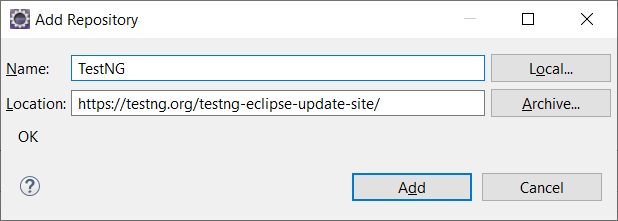 Add Repository
Name: TestNG Local...
Location: https://testng.org/testng-eclipse-update-site/ Archive...
OK
? Add Cancel